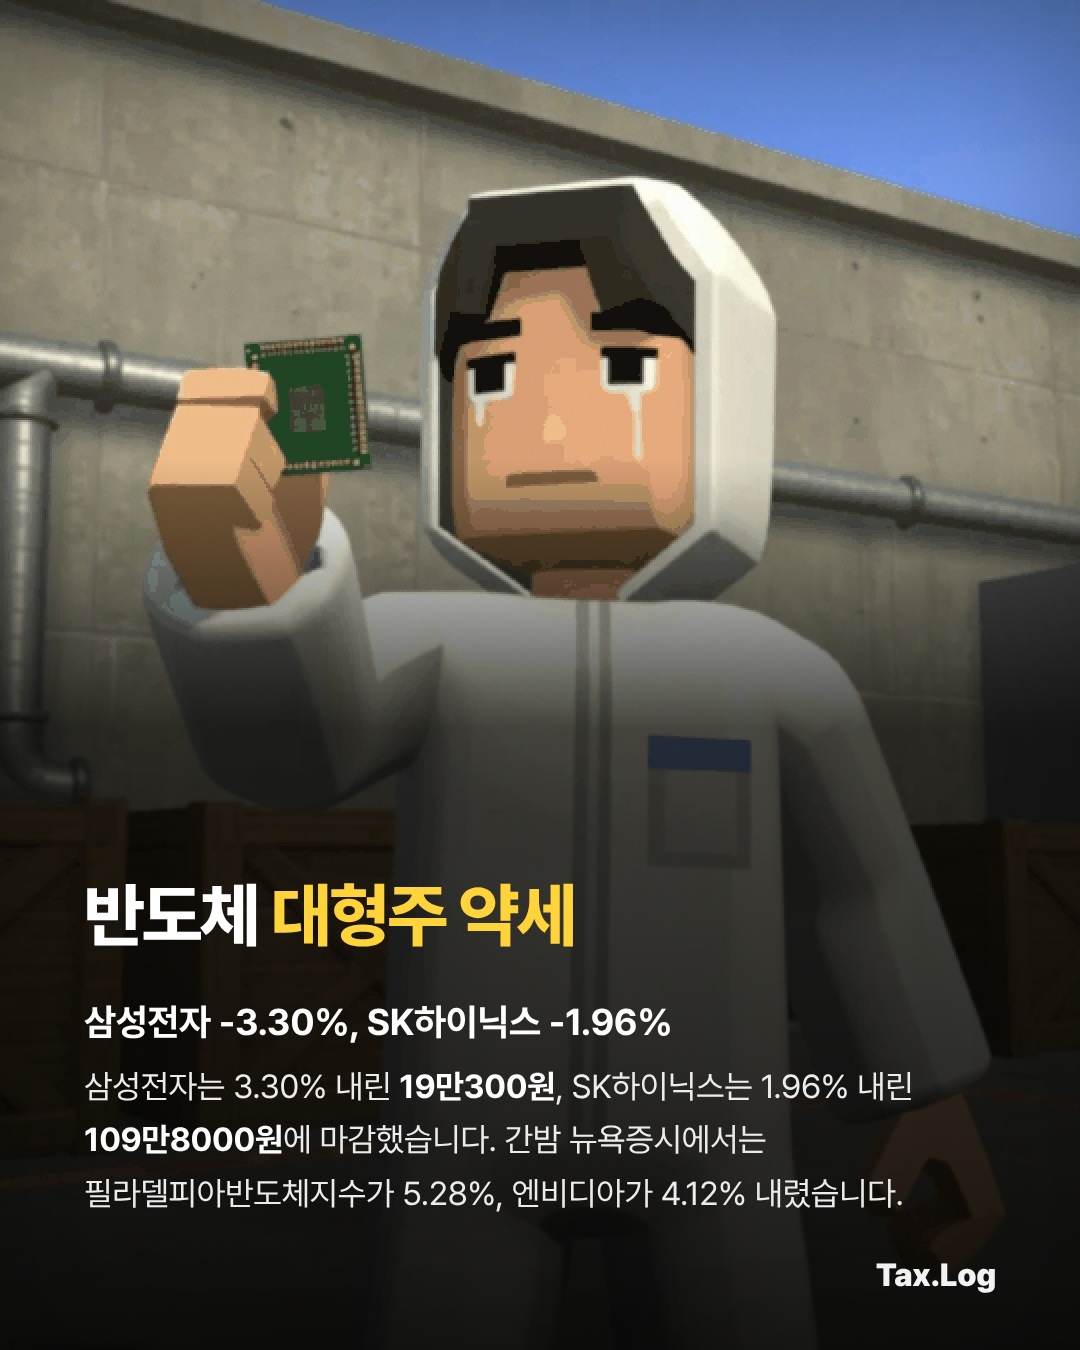 반도체 대형주 약세
삼성전자 -3.30%, SK하이닉스 -1.96%
삼성전자는 3.30% 내린 19만300원, SK하이닉스는 1.96% 내린
109만8000원에 마감했습니다. 간밤 뉴욕증시에서는
필라델피아반도체지수가 5.28%, 엔비디아가 4.12% 내렸습니다.
Tax.Log